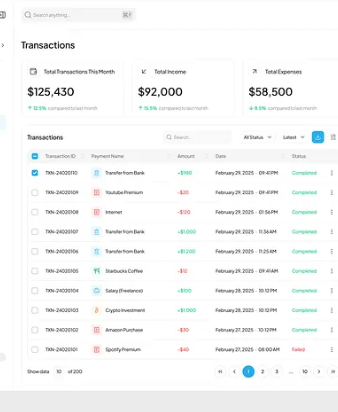 Search anything...
⌘F
Transactions
Total Transactions This Month
Total Income
Total Expenses
$125,430
$92,000
$58,500
12.5% compared to last month
15.5% compared to last month
8.5% compared to last month
Transactions
Search...
All Status
Latest
Transaction ID Payment Name Amount Date Status
TXN-24020110 Transfer from Bank +$980 February 29, 2025 - 09:41 PM Completed
TXN-24020109 Youtube Premium -$20 February 29, 2025 - 09:41 PM Completed
TXN-24020108 Internet -$120 February 29, 2025 - 01:56 PM Completed
TXN-24020107 Transfer from Bank +$1,000 February 29, 2025 - 11:36 AM Completed
TXN-24020106 Transfer from Bank +$1,200 February 29, 2025 - 11:25 AM Completed
TXN-24020105 Starbucks Coffee -$10 February 29, 2025 - 09:41 AM Completed
TXN-24020104 Salary (Freelance) +$100 February 28, 2025 - 10:12 PM Completed
TXN-24020103 Crypto Investment +$1,000 February 28, 2025 - 10:12 PM Completed
TXN-24020102 Amazon Purchase -$30 February 27, 2025 - 10:12 PM Completed
TXN-24020101 Spotify Premium -$40 February 27, 2025 - 08:00 AM Failed
Show data 10 of 200
1 2 3 ... 10